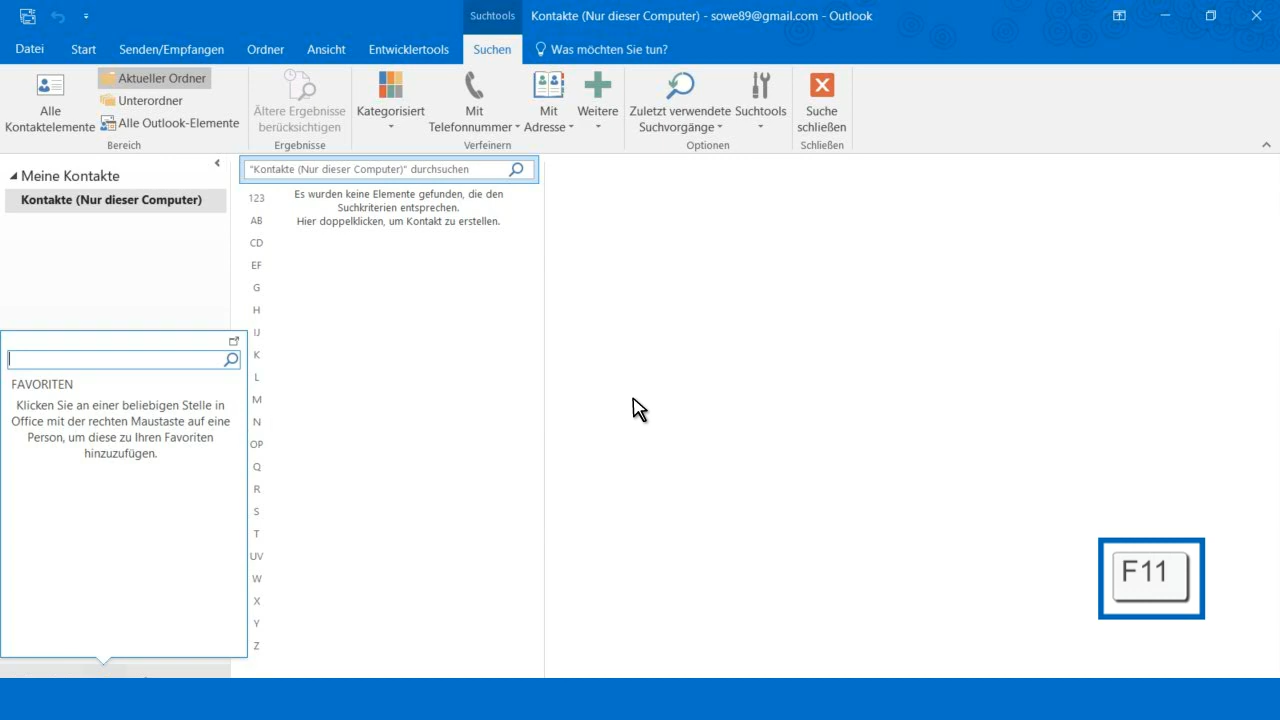 Suchtools
Kontakte (Nur dieser Computer) - sowe89@gmail.com - Outlook
Datei
Start
Senden/Empfangen
Ordner
Ansicht
Entwicklertools
Suchen
Was möchten Sie tun?
Alle
Kontaktelemente
Aktueller Ordner
Unterordner
Alle Outlook-Elemente
Bereich
Ältere Ergebnisse
berücksichtigen
Ergebnisse
Kategorisiert
Mit
Telefonnummer
Mit
Adresse
Weitere
Verfeinern
Zuletzt verwendete
Suchvorgänge
Suchtools
Optionen
Suche
schließen
Schließen
Meine Kontakte
Kontakte (Nur dieser Computer)
"Kontakte (Nur dieser Computer)" durchsuchen
Es wurden keine Elemente gefunden, die den
Suchkriterien entsprechen.
Hier doppelklicken, um Kontakt zu erstellen.
123
AB
CD
EF
G
H
IJ
K
L
M
N
OP
Q
R
S
T
UV
W
X
Y
Z
FAVORITEN
Klicken Sie an einer beliebigen Stelle in
Office mit der rechten Maustaste auf eine
Person, um diese zu Ihren Favoriten
hinzuzufügen.
F11